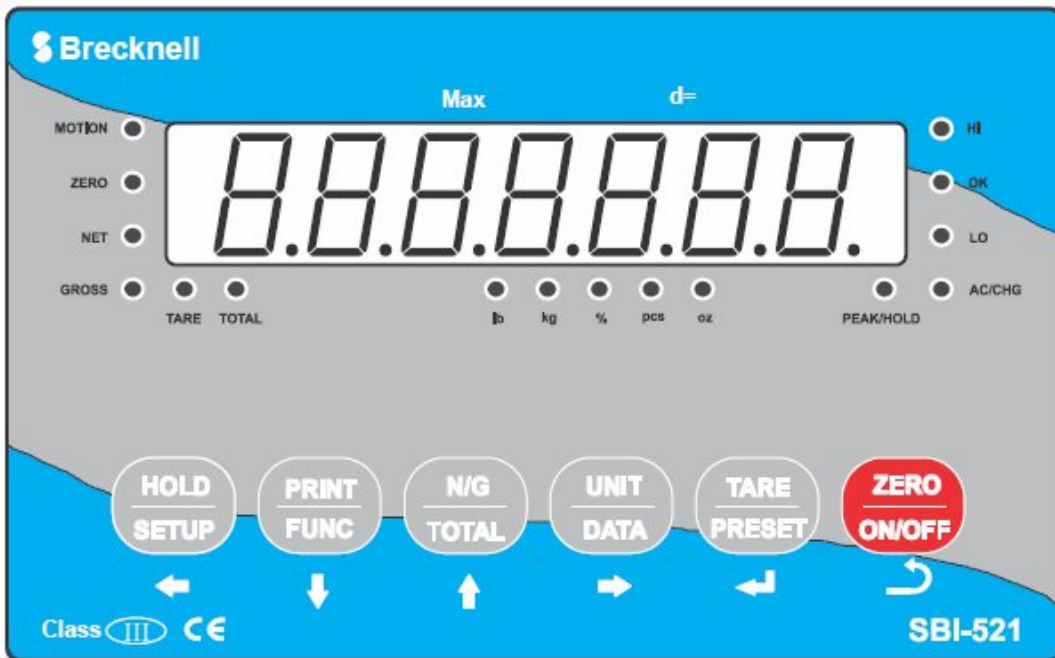 Brecknell
Max d=
MOTION HI
ZERO OK
NET LO
GROSS AC/CHG
TARE TOTAL lb kg % pcs oz PEAK/HOLD
HOLD PRINT N/G UNIT TARE ZERO
SETUP FUNC TOTAL DATA PRESET ON/OFF
Class III CE SBI-521